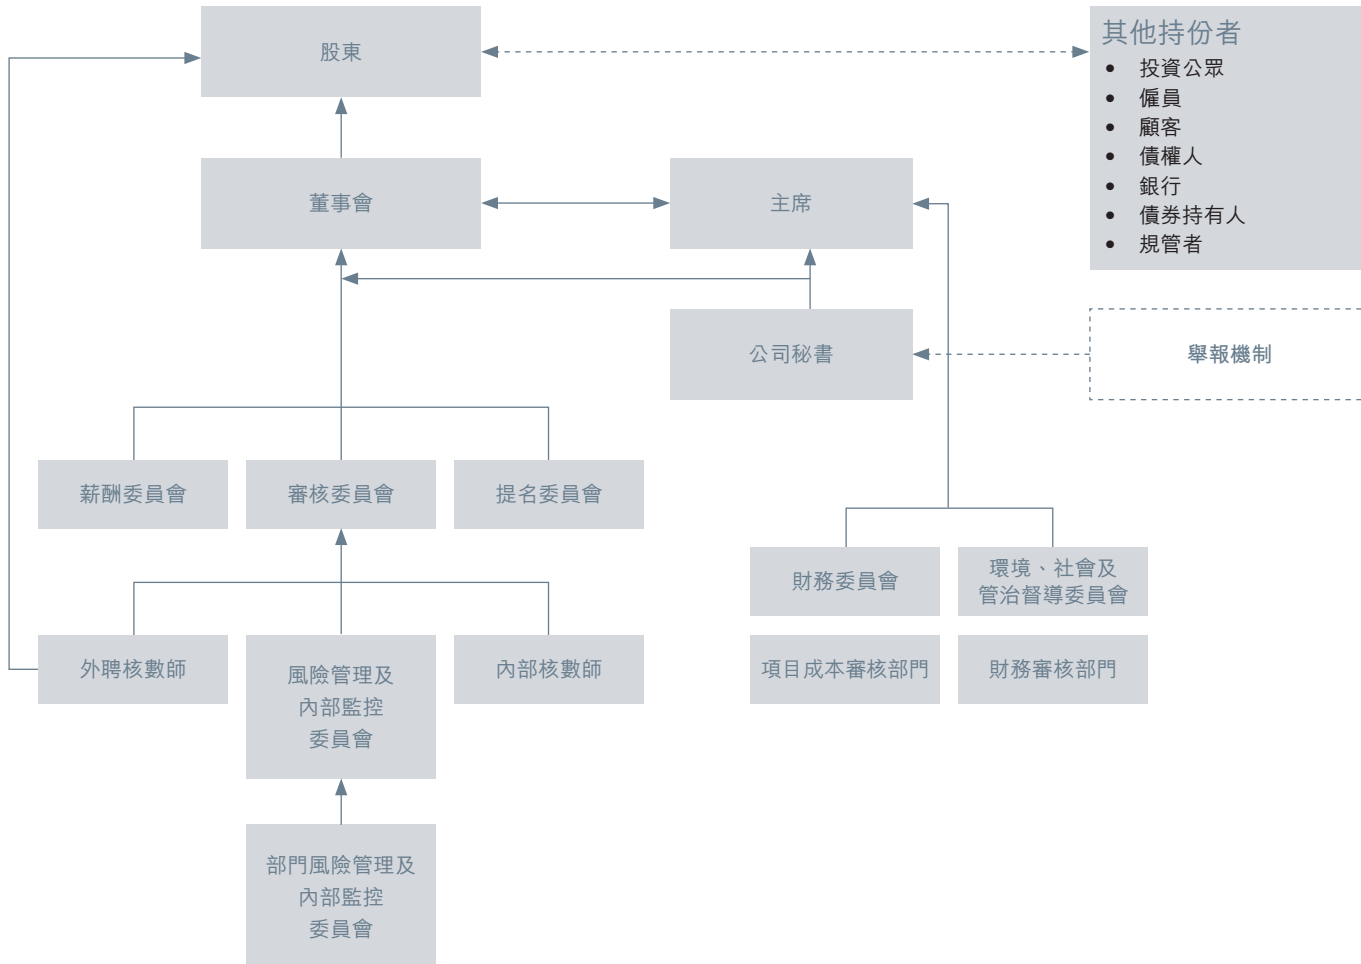 股東
其他持份者
• 投資公眾
• 僱員
• 顧客
• 債權人
• 銀行
• 債券持有人
• 規管者
董事會
主席
公司秘書
舉報機制
薪酬委員會
審核委員會
提名委員會
財務委員會
環境、社會及
管治督導委員會
外聘核數師
風險管理及
內部監控
委員會
內部核數師
項目成本審核部門
財務審核部門
部門風險管理及
內部監控
委員會